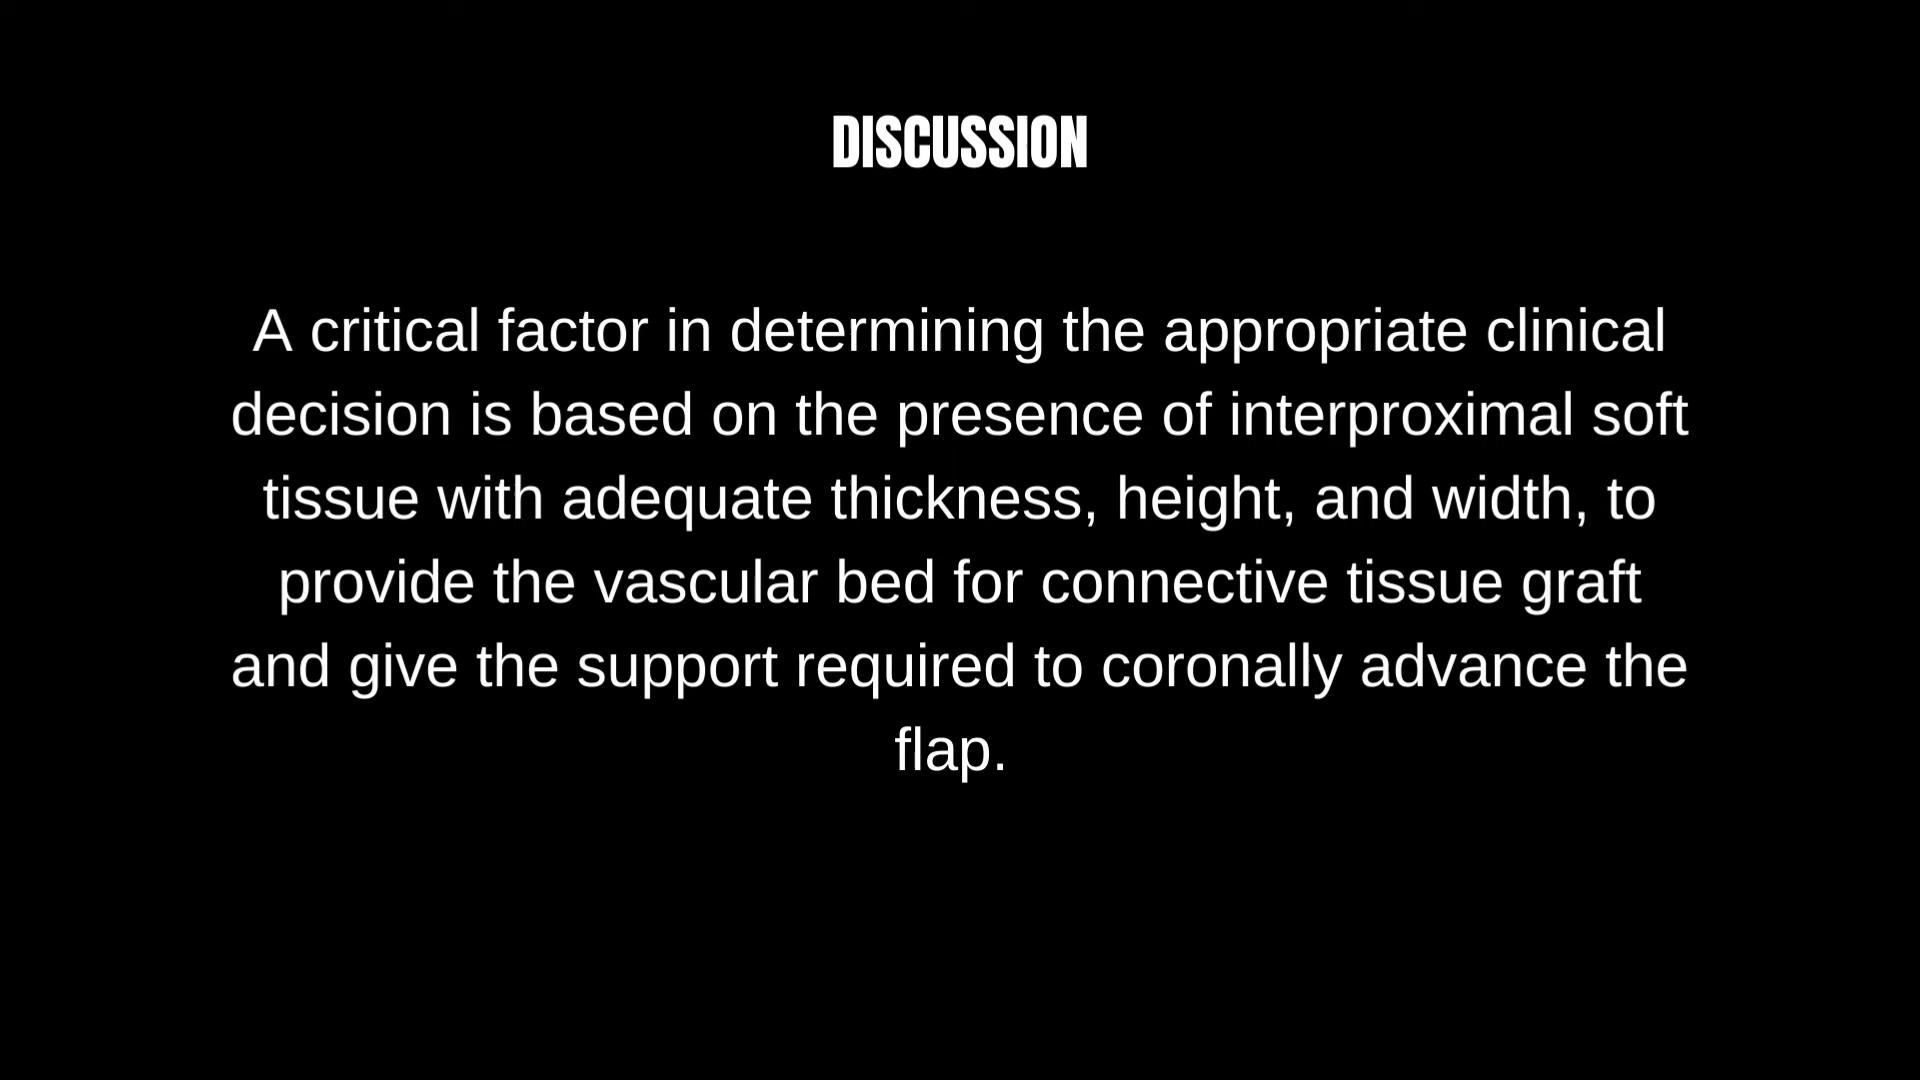 DISCUSSION
A critical factor in determining the appropriate clinical
decision is based on the presence of interproximal soft
tissue with adequate thickness, height, and width, to
provide the vascular bed for connective tissue graft
and give the support required to coronally advance the
flap.